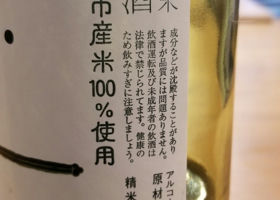 米
酒
市産米100%使用
成分などが沈殿することがあり
ますが品質には問題ありません。
飲酒運転及び未成年者の飲酒は
法律で禁じられてます。健康の
ため飲みすぎに注意しましょう。
アルコ
原材
精米